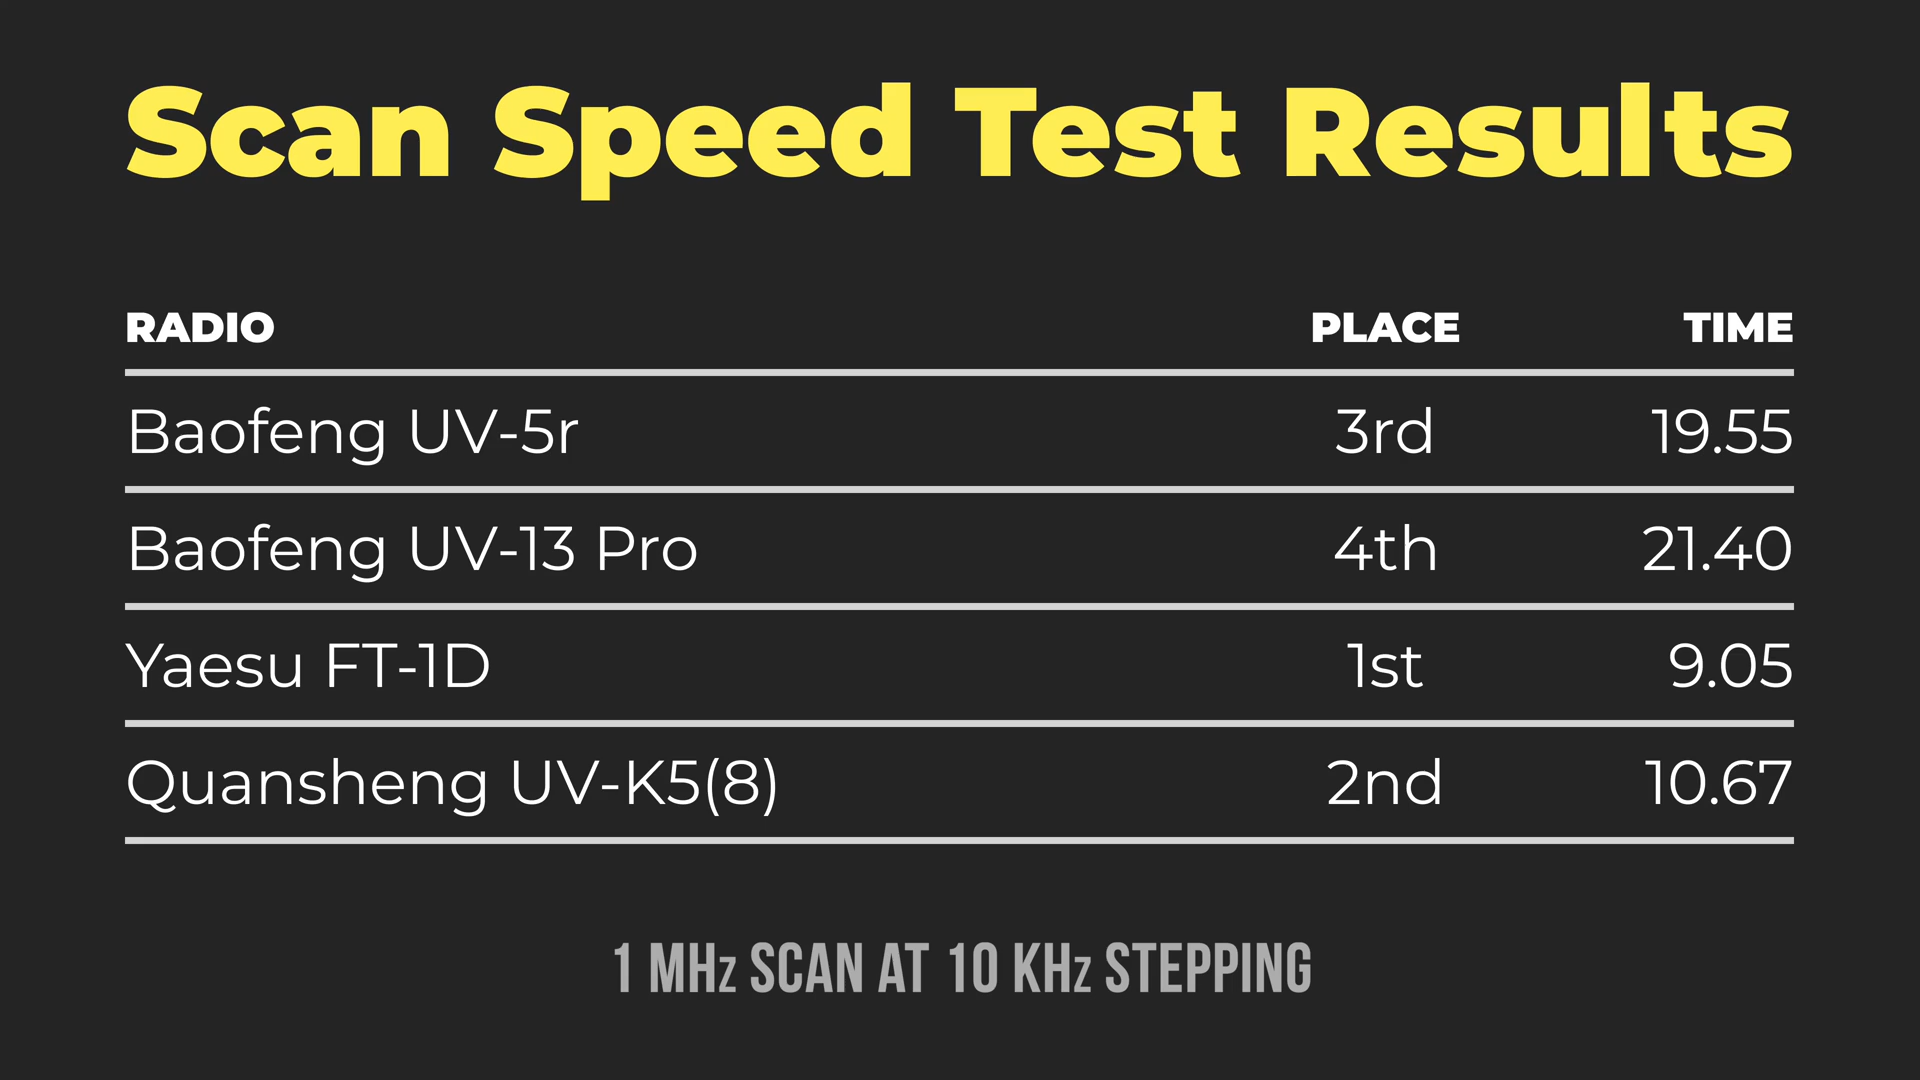 Scan Speed Test Results
RADIO PLACE TIME
Baofeng UV-5r 3rd 19.55
Baofeng UV-13 Pro 4th 21.40
Yaesu FT-1D 1st 9.05
Quansheng UV-K5(8) 2nd 10.67
1 MHz SCAN AT 10 KHz STEPPING